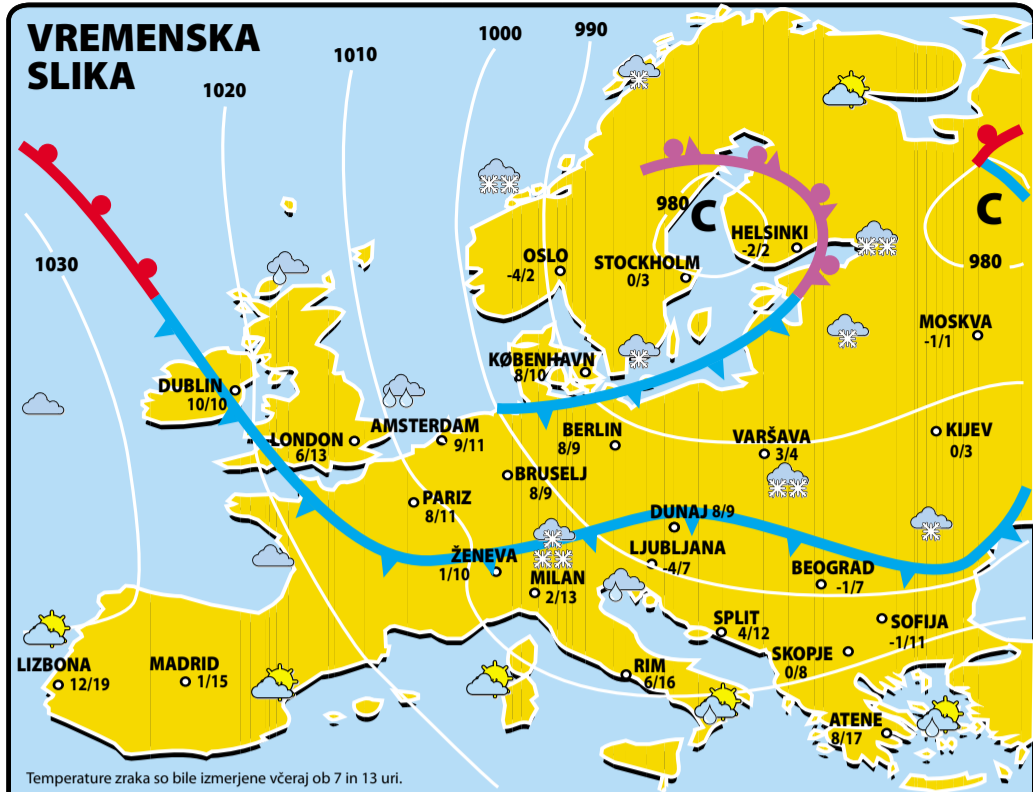 VREMENSKA
SLIKA
1020
1010
1000
990
1030
980
C
HELSINKI
-2/2
C
980
OSLO
-4/2
STOCKHOLM
0/3
MOSKVA
-1/1
KØBENHAVN
8/10
DUBLIN
10/10
LONDON
6/13
AMSTERDAM
9/11
BERLIN
8/9
VARŠAVA
3/4
KIJEV
0/3
BRUSELJ
8/9
PARIZ
8/11
DUNAJ 8/9
ŽENEVA
1/10
LJUBLJANA
-4/7
MILAN
2/13
BEOGRAD
-1/7
SPLIT
4/12
SOFIJA
-1/11
SKOPJE
0/8
LIZBONA
12/19
MADRID
1/15
RIM
6/16
ATENE
8/17
Temperature zraka so bile izmerjene včeraj ob 7 in 13 uri.